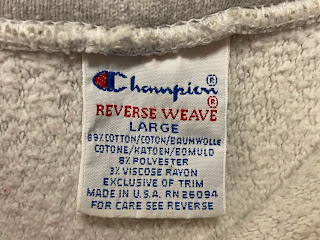 Champion®
REVERSE WEAVE®
LARGE
89% COTTON/COTON/BAUMWOLLE
COTONE/KATOEN/BOMULD
8% POLYESTER
3% VISCOSE RAYON
EXCLUSIVE OF TRIM
MADE IN U.S.A. RN 26094
FOR CARE SEE REVERSE